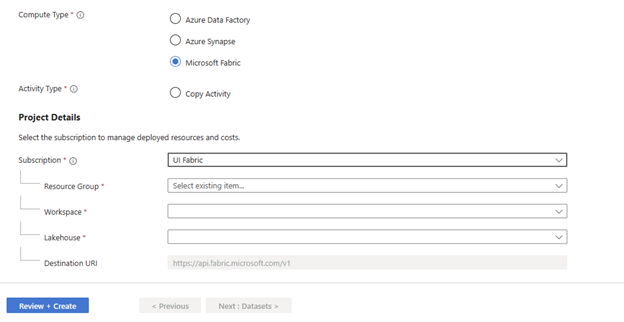 Compute Type *
Azure Data Factory
Azure Synapse
Microsoft Fabric
Activity Type *
Copy Activity
Project Details
Select the subscription to manage deployed resources and costs.
Subscription * UI Fabric
Resource Group * Select existing item...
Workspace *
Lakehouse *
Destination URI https://api.fabric.microsoft.com/v1
Review + Create < Previous Next : Datasets >